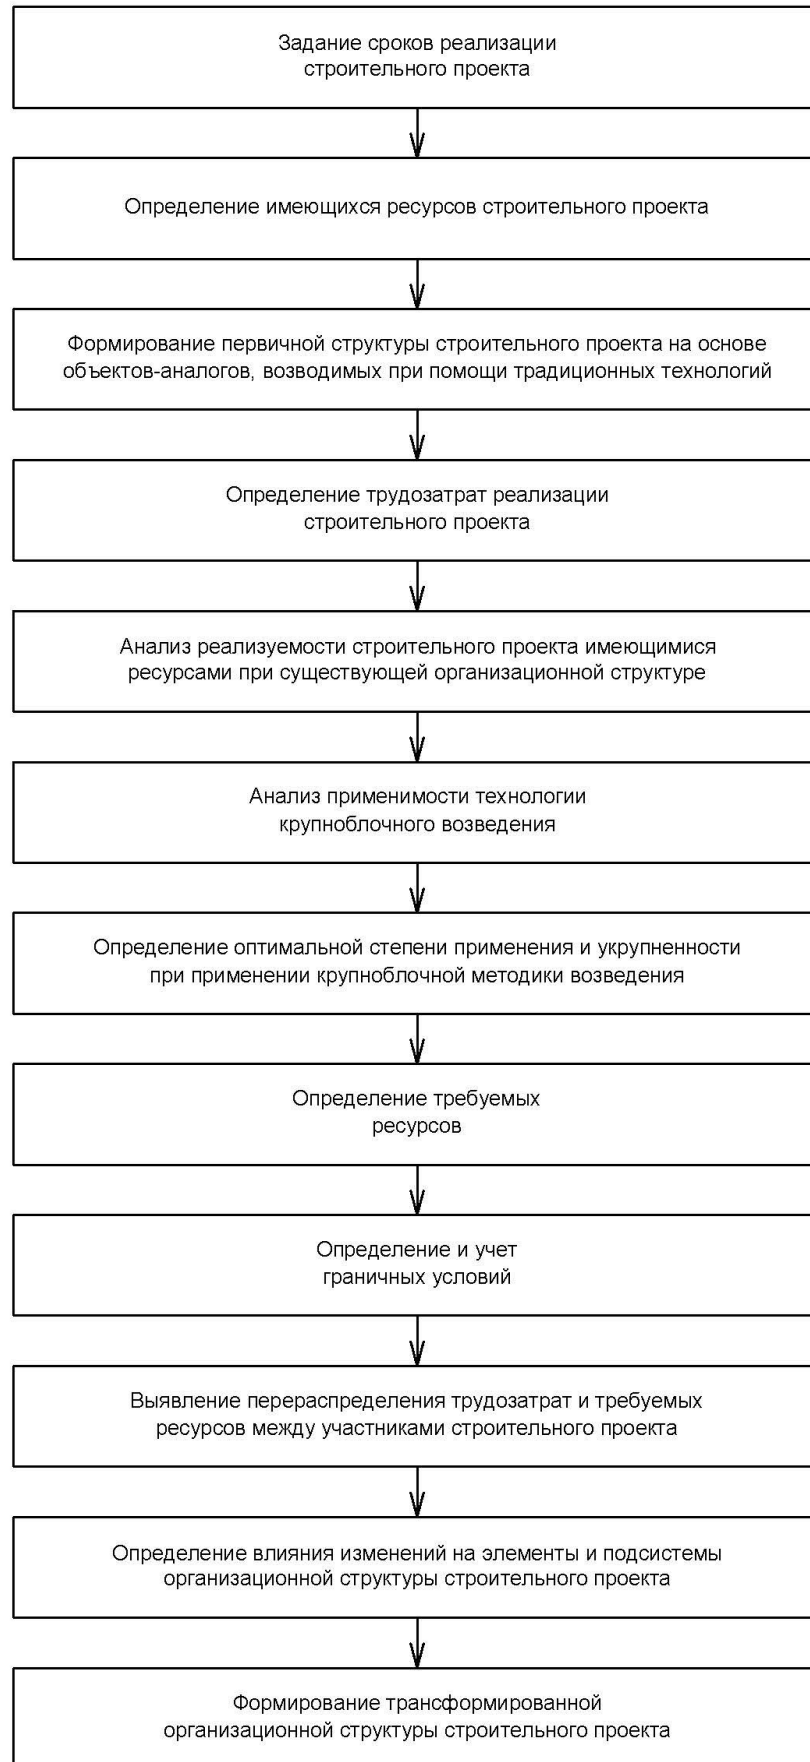 Задание сроков реализации
строительного проекта
Определение имеющихся ресурсов строительного проекта
Формирование первичной структуры строительного проекта на основе
объектов-аналогов, возводимых при помощи традиционных технологий
Определение трудозатрат реализации
строительного проекта
Анализ реализуемости строительного проекта имеющимися
ресурсами при существующей организационной структуре
Анализ применимости технологии
крупноблочного возведения
Определение оптимальной степени применения и укрупненности
при применении крупноблочной методики возведения
Определение требуемых
ресурсов
Определение и учет
граничных условий
Выявление перераспределения трудозатрат и требуемых
ресурсов между участниками строительного проекта
Определение влияния изменений на элементы и подсистемы
организационной структуры строительного проекта
Формирование трансформированной
организационной структуры строительного проекта